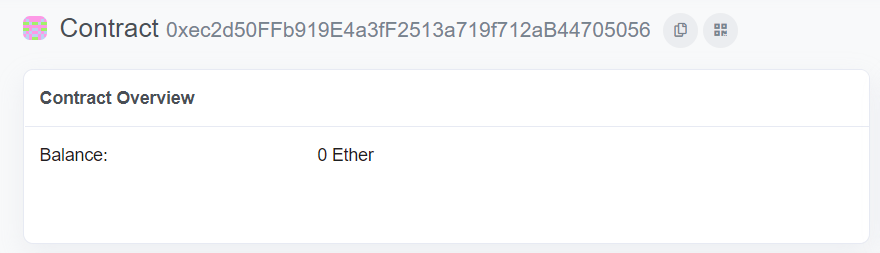 Contract 0xec2d50FFb919E4a3fF2513a719f712aB44705056
Contract Overview
Balance: 0 Ether